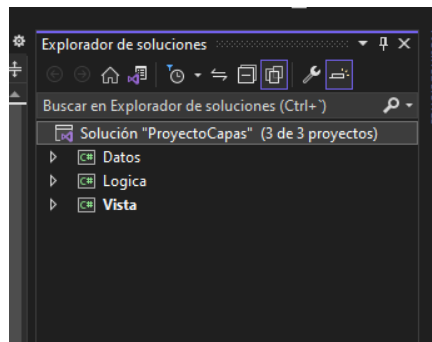 Explorador de soluciones
Buscar en Explorador de soluciones (Ctrl+`)
Solución "ProyectoCapas" (3 de 3 proyectos)
C# Datos
C# Logica
C# Vista